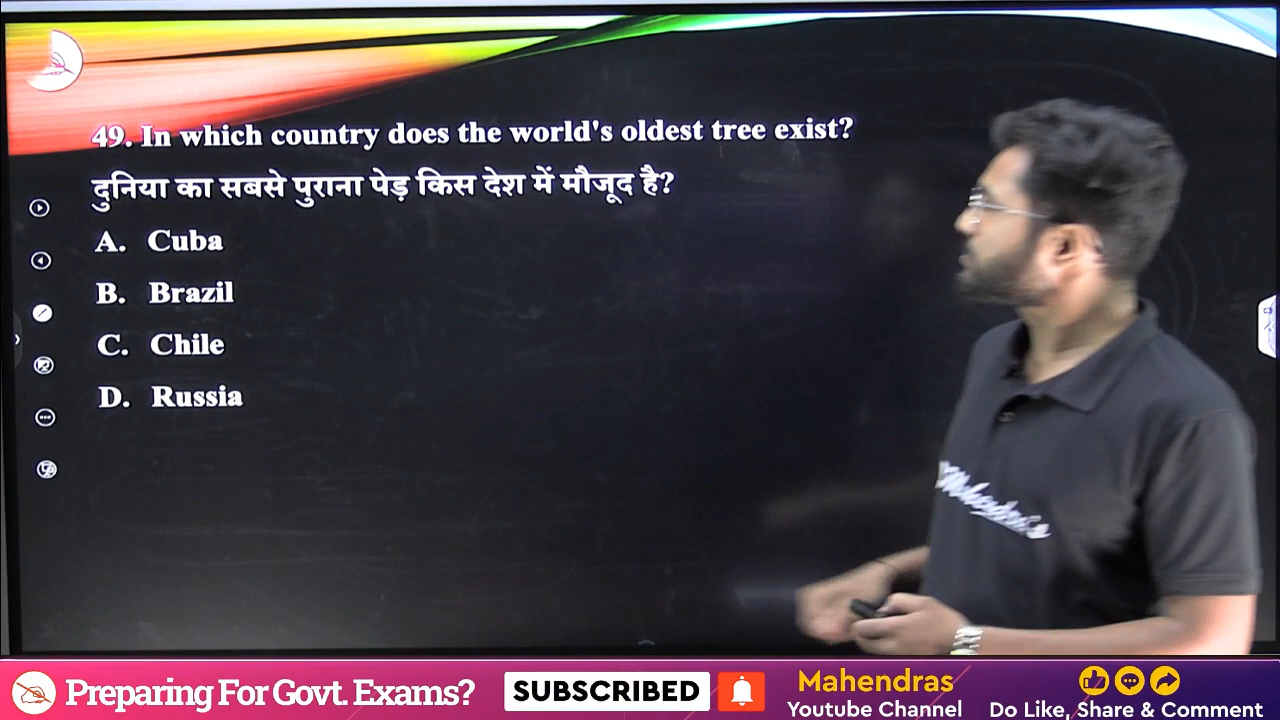 49. In which country does the world's oldest tree exist?
दुनिया का सबसे पुराना पेड़ किस देश में मौजूद है?
A. Cuba
B. Brazil
C. Chile
D. Russia
Mahendra's
Preparing For Govt. Exams?
SUBSCRIBED
Mahendras
Youtube Channel
Do Like, Share & Comment